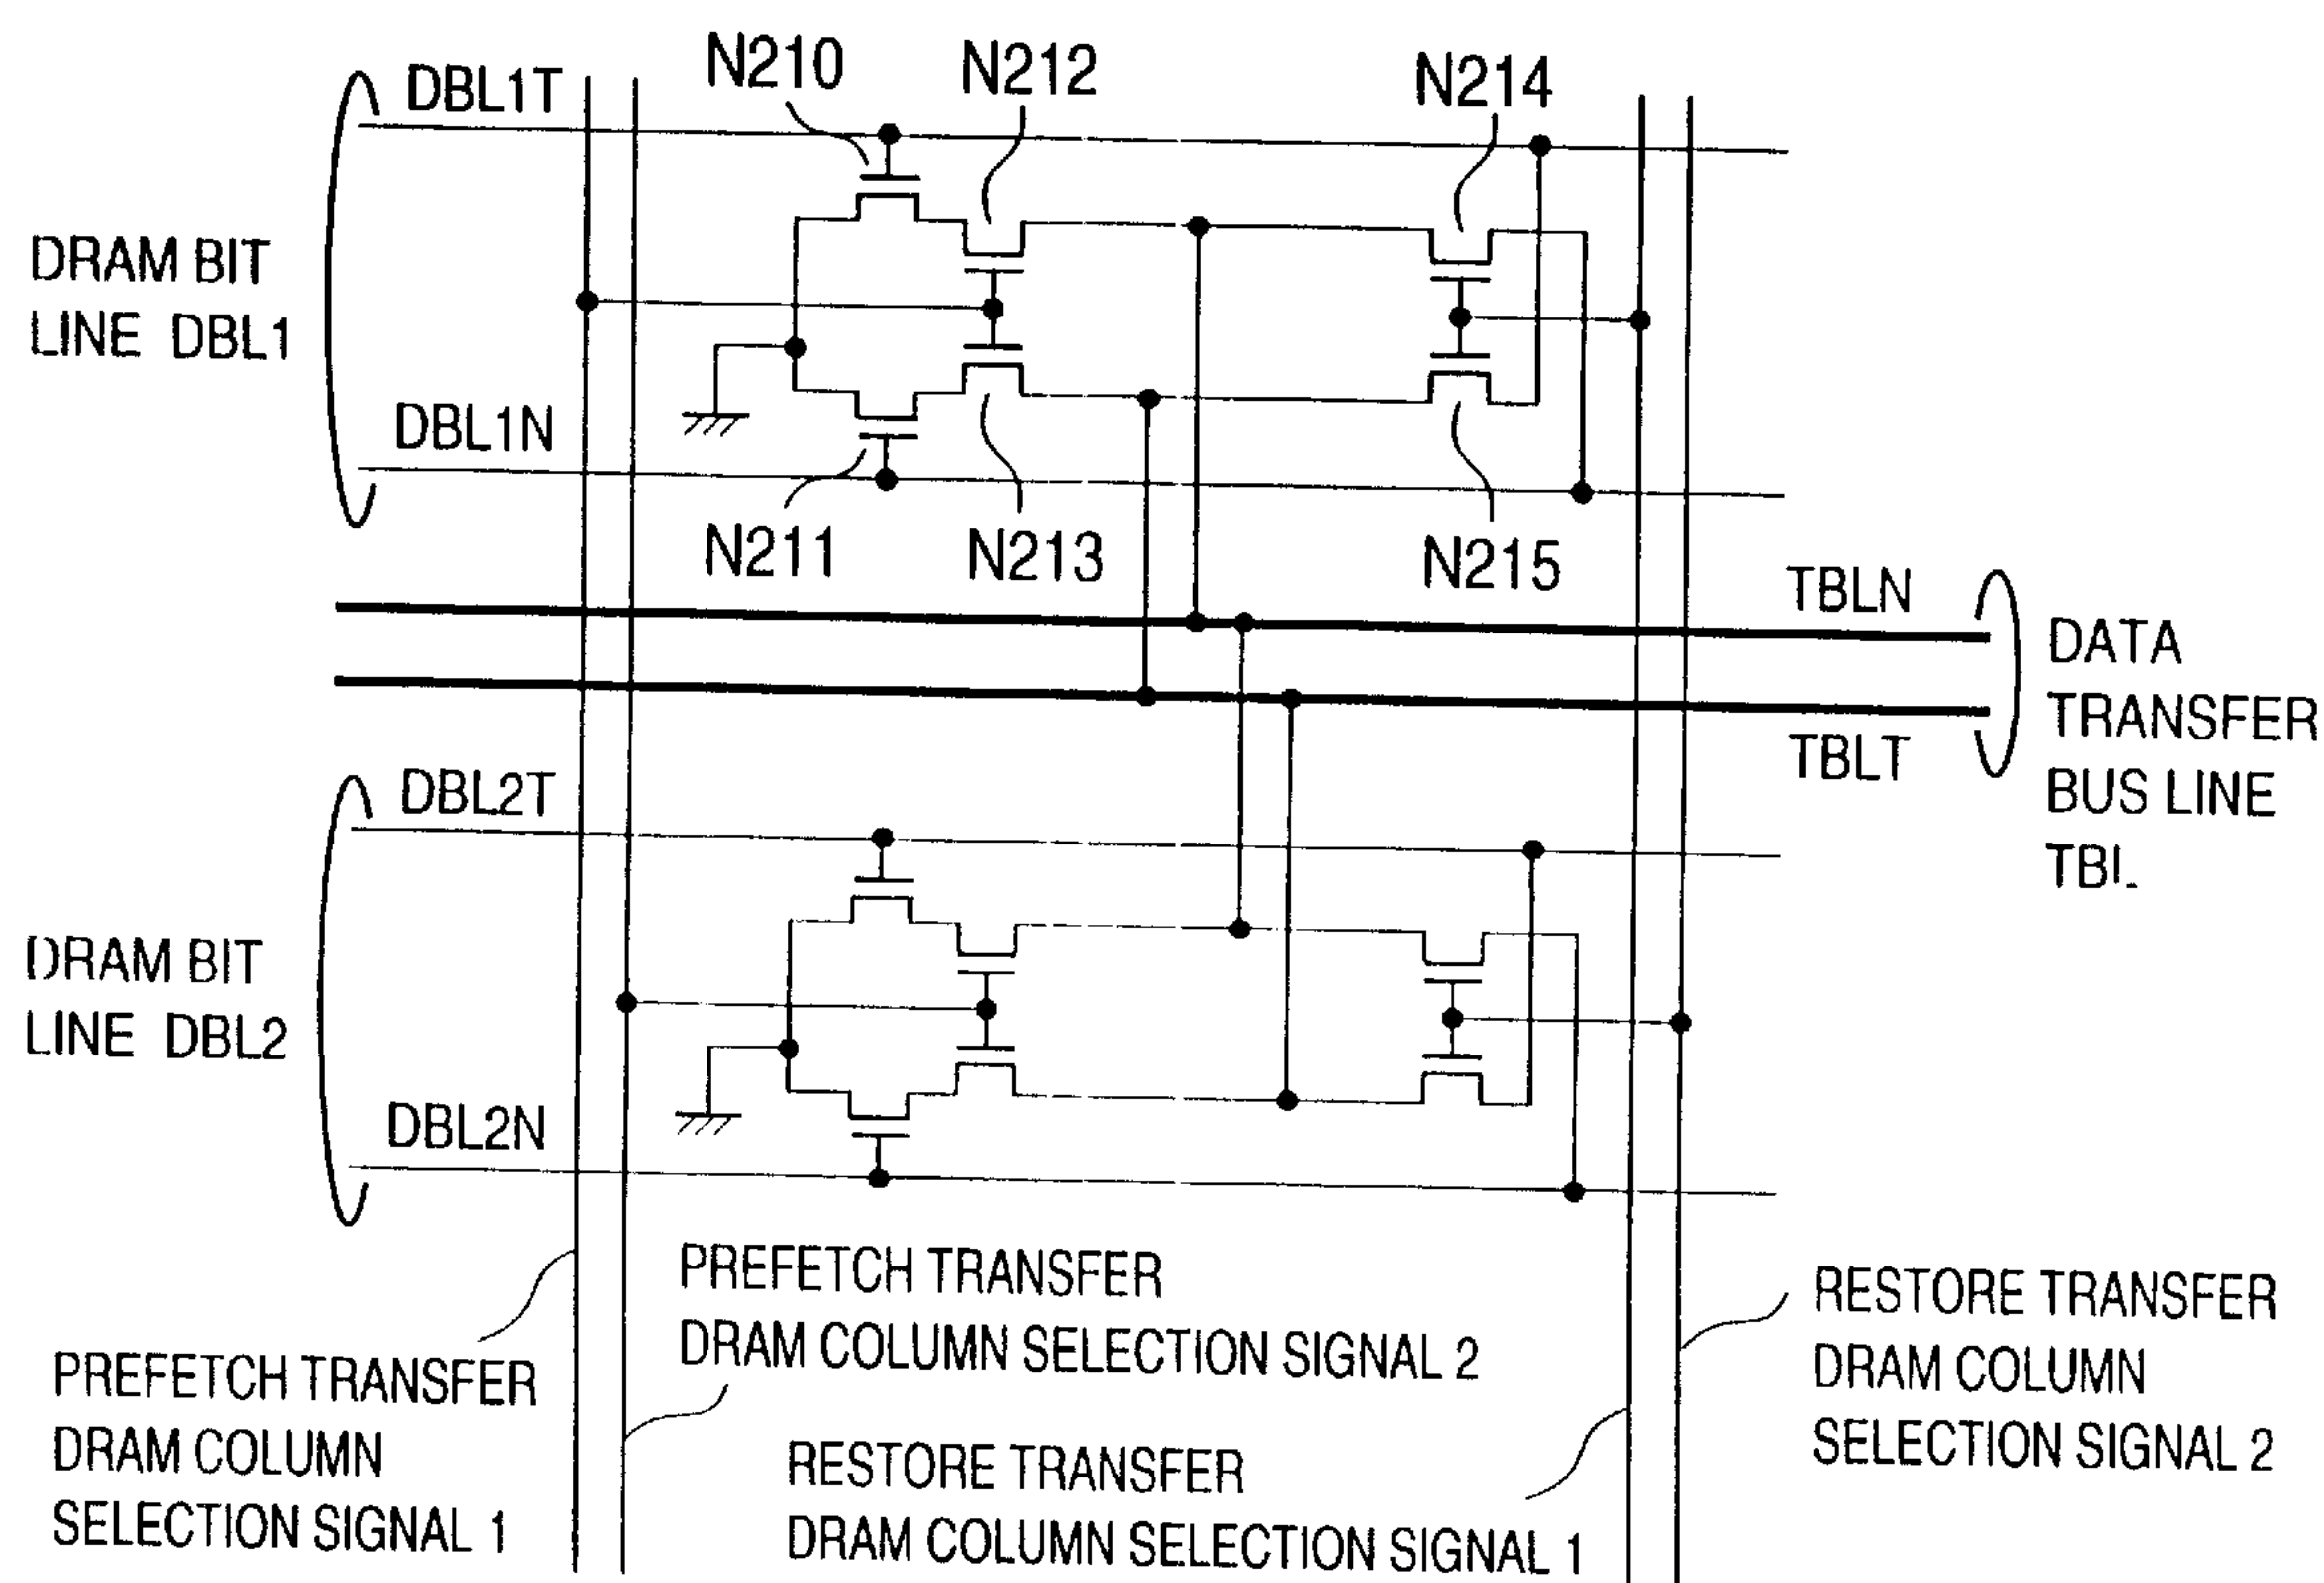 N210
N212
N214
DBL1T
DRAM BIT
LINE DBL1
DBL1N
N211
N213
N215
TBLN
DATA
TRANSFER
BUS LINE
TBL
TBLT
DBL2T
DRAM BIT
LINE DBL2
DBL2N
PREFETCH TRANSFER
DRAM COLUMN SELECTION SIGNAL 2
RESTORE TRANSFER
DRAM COLUMN
SELECTION SIGNAL 2
PREFETCH TRANSFER
DRAM COLUMN
SELECTION SIGNAL 1
RESTORE TRANSFER
DRAM COLUMN SELECTION SIGNAL 1